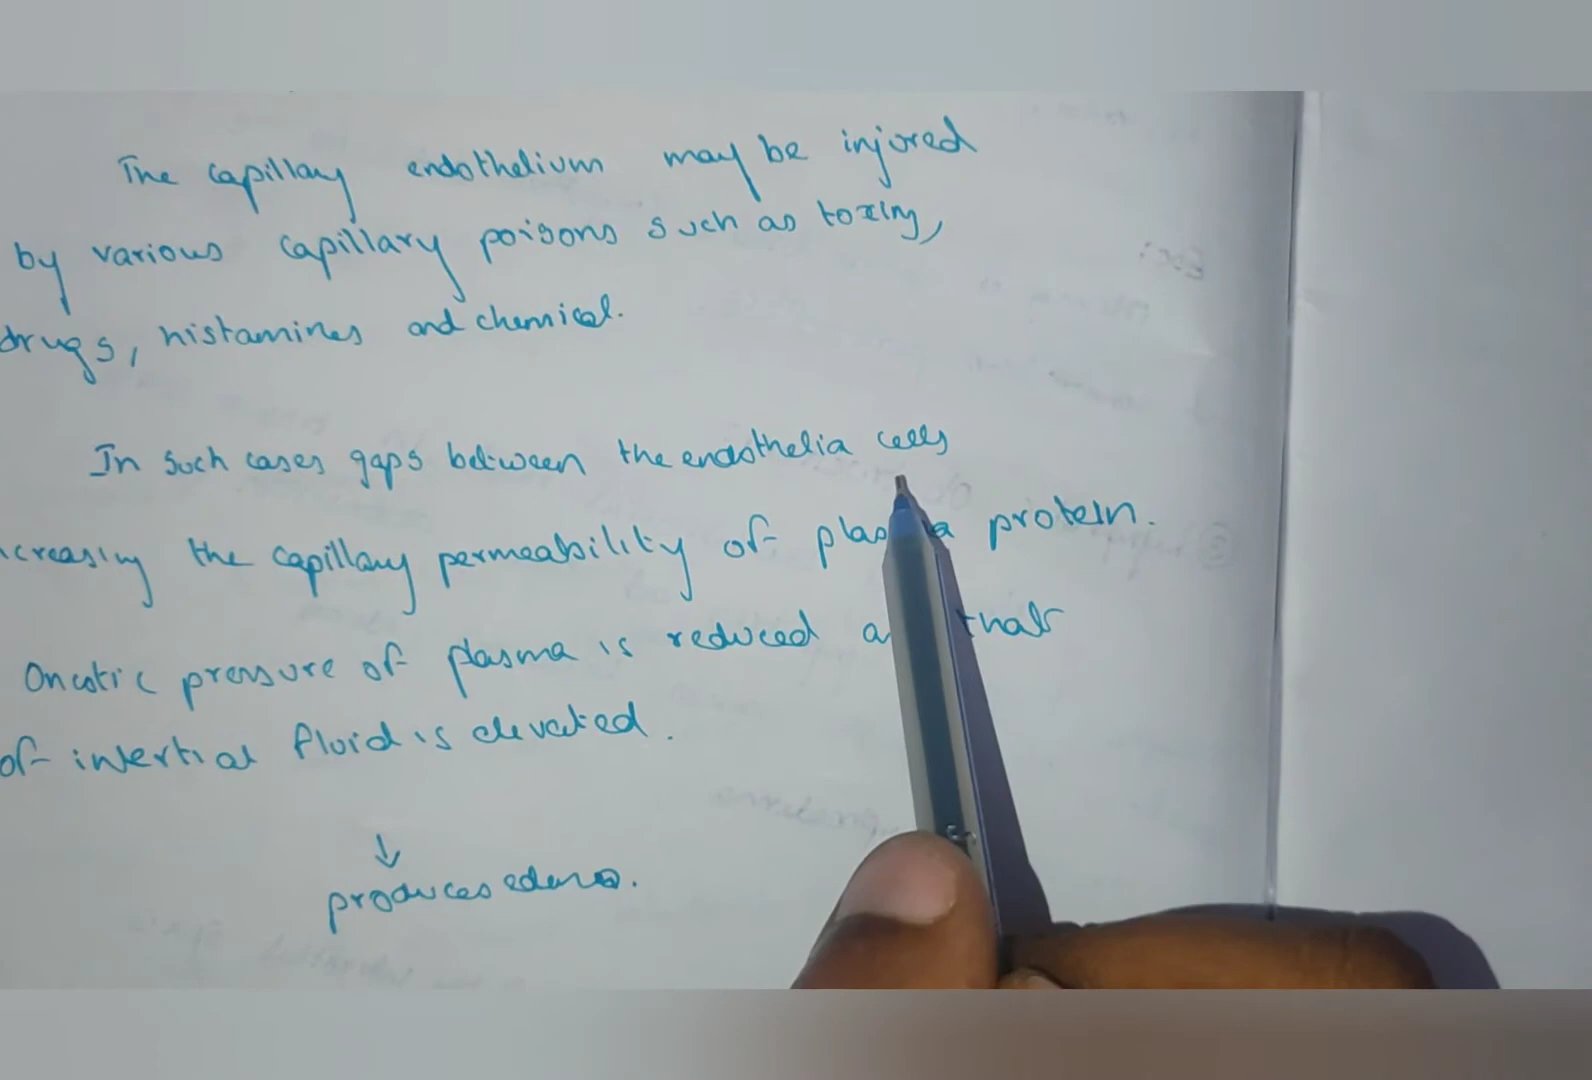 The capillary endothelium may be injured
by various capillary poisons such as toxins,
drugs, histamines and chemical.
In such cases gaps between the endothelia cells
ncreasing the capillary permeability of plasma protein.
Oncotic pressure of plasma is reduced that
of intertial fluid is elevated.
↓
produces edema.